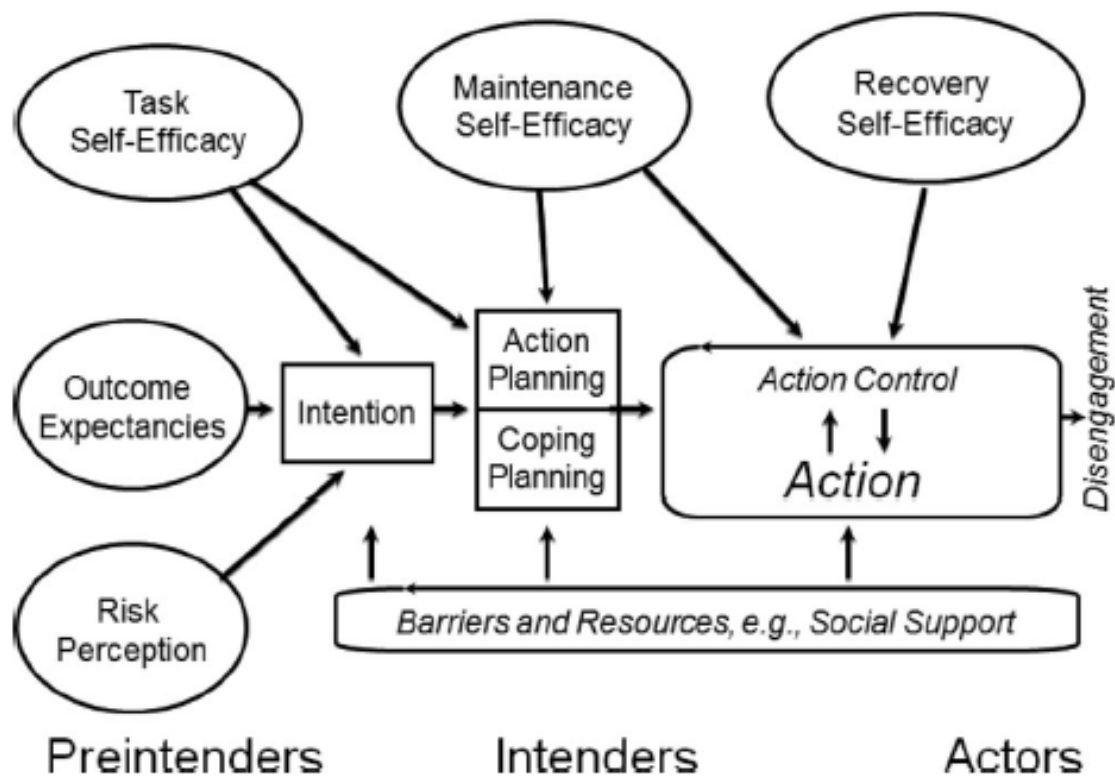 Task
Self-Efficacy
Maintenance
Self-Efficacy
Recovery
Self-Efficacy
Outcome
Expectancies
Intention
Action
Planning
Coping
Planning
Action Control
Action
Disengagement
Risk
Perception
Barriers and Resources, e.g., Social Support
Preintenders
Intenders
Actors